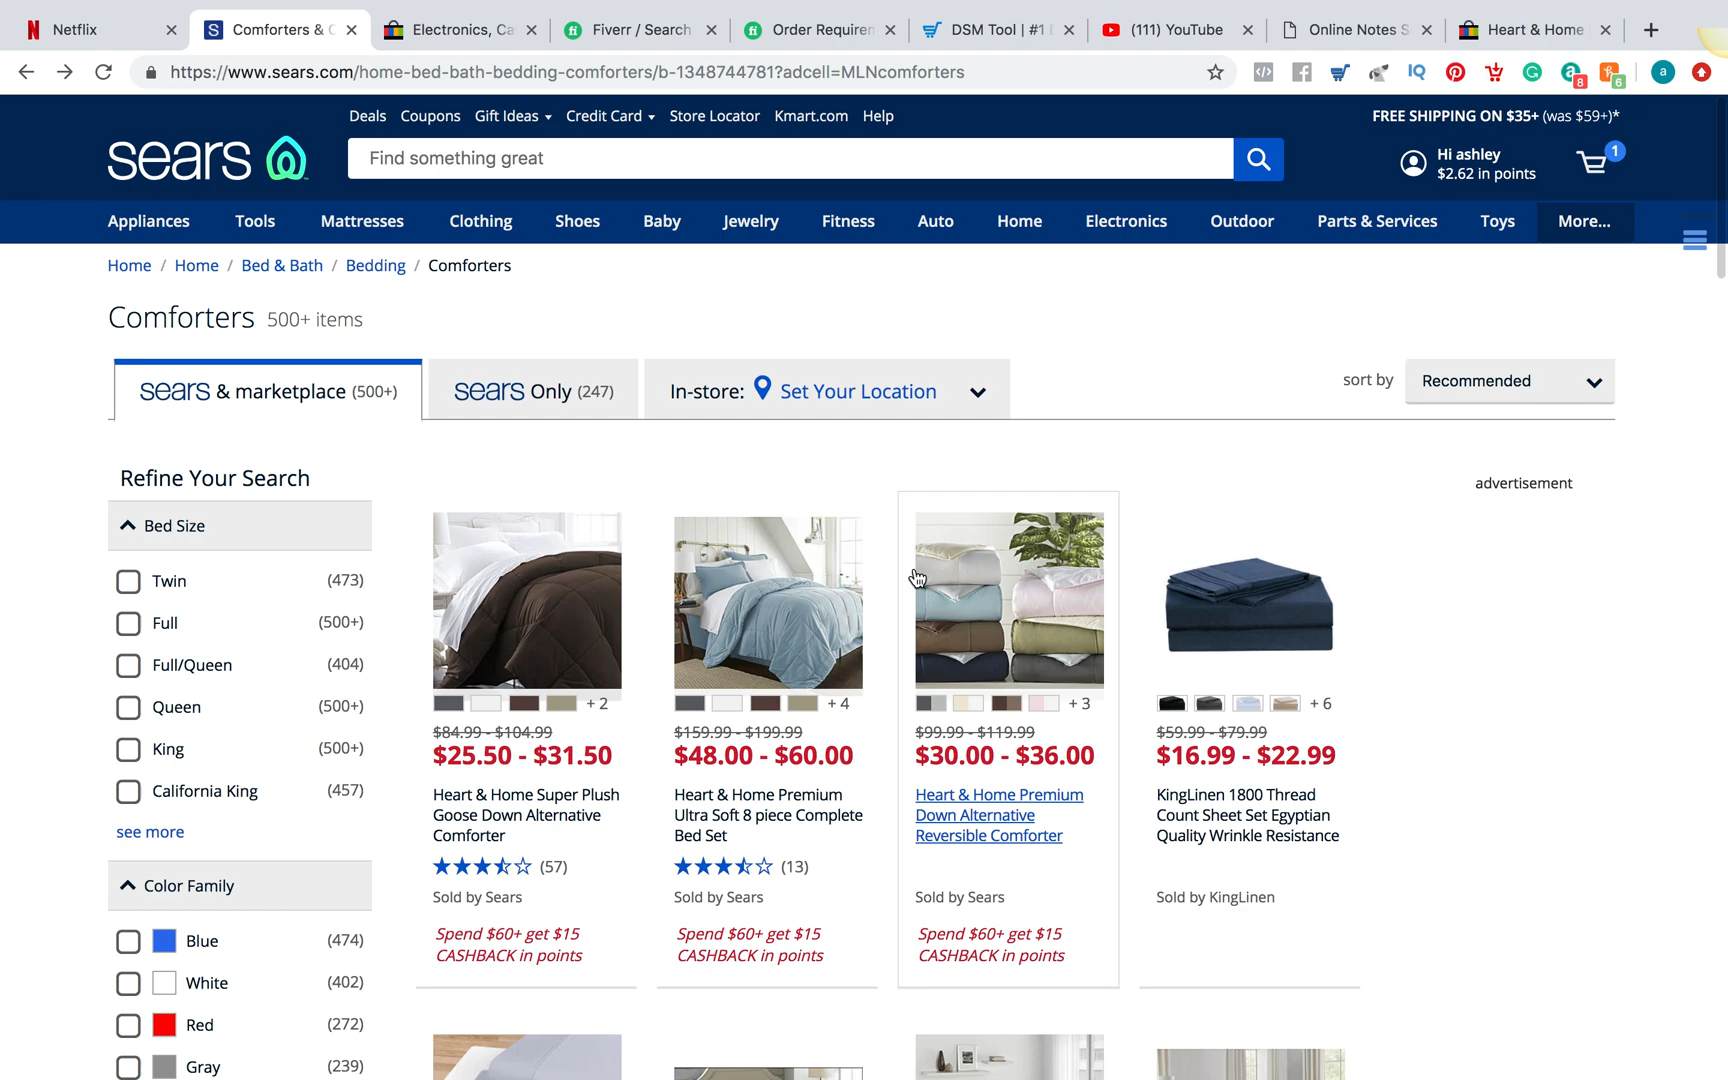 Netflix
Comforters & C
Electronics, Ca
Fiverr / Search
Order Requirem
DSM Tool | #1
(111) YouTube
Online Notes S
Heart & Home
https://www.sears.com/home-bed-bath-bedding-comforters/b-1348744781?adcell=MLNcomforters
IQ
8
6
a
Deals Coupons Gift Ideas Credit Card Store Locator Kmart.com Help
FREE SHIPPING ON $35+ (was $59+)*
sears
Find something great
Hi ashley
$2.62 in points
1
Appliances Tools Mattresses Clothing Shoes Baby Jewelry Fitness Auto Home Electronics Outdoor Parts & Services Toys More...
Home / Home / Bed & Bath / Bedding / Comforters
Comforters 500+ items
sears & marketplace (500+)
sears Only (247)
In-store: Set Your Location
sort by Recommended
Refine Your Search
Bed Size
Twin (473)
Full (500+)
Full/Queen (404)
Queen (500+)
King (500+)
California King (457)
see more
Color Family
Blue (474)
White (402)
Red (272)
Gray (239)
advertisement
+ 2
$84.99 - $104.99
$25.50 - $31.50
Heart & Home Super Plush
Goose Down Alternative
Comforter
(57)
Sold by Sears
Spend $60+ get $15
CASHBACK in points
+ 4
$159.99 - $199.99
$48.00 - $60.00
Heart & Home Premium
Ultra Soft 8 piece Complete
Bed Set
(13)
Sold by Sears
Spend $60+ get $15
CASHBACK in points
+ 3
$99.99 - $119.99
$30.00 - $36.00
Heart & Home Premium
Down Alternative
Reversible Comforter
Sold by Sears
Spend $60+ get $15
CASHBACK in points
+ 6
$59.99 - $79.99
$16.99 - $22.99
KingLinen 1800 Thread
Count Sheet Set Egyptian
Quality Wrinkle Resistance
Sold by KingLinen